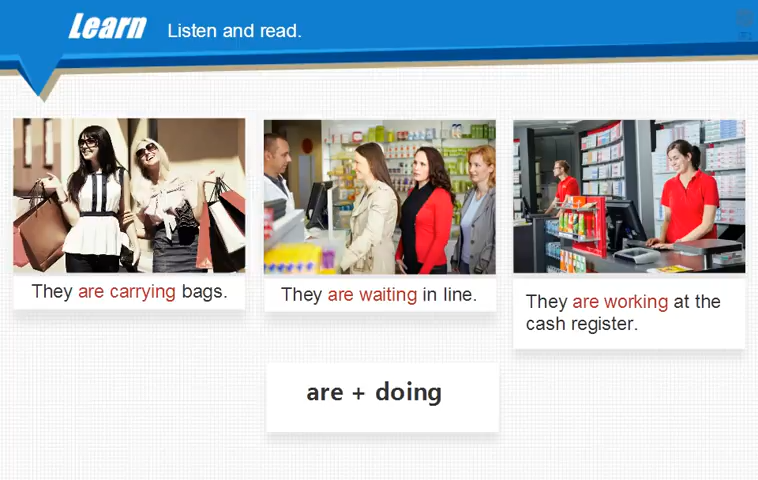 Learn Listen and read.
They are carrying bags.
They are waiting in line.
They are working at the
cash register.
are + doing